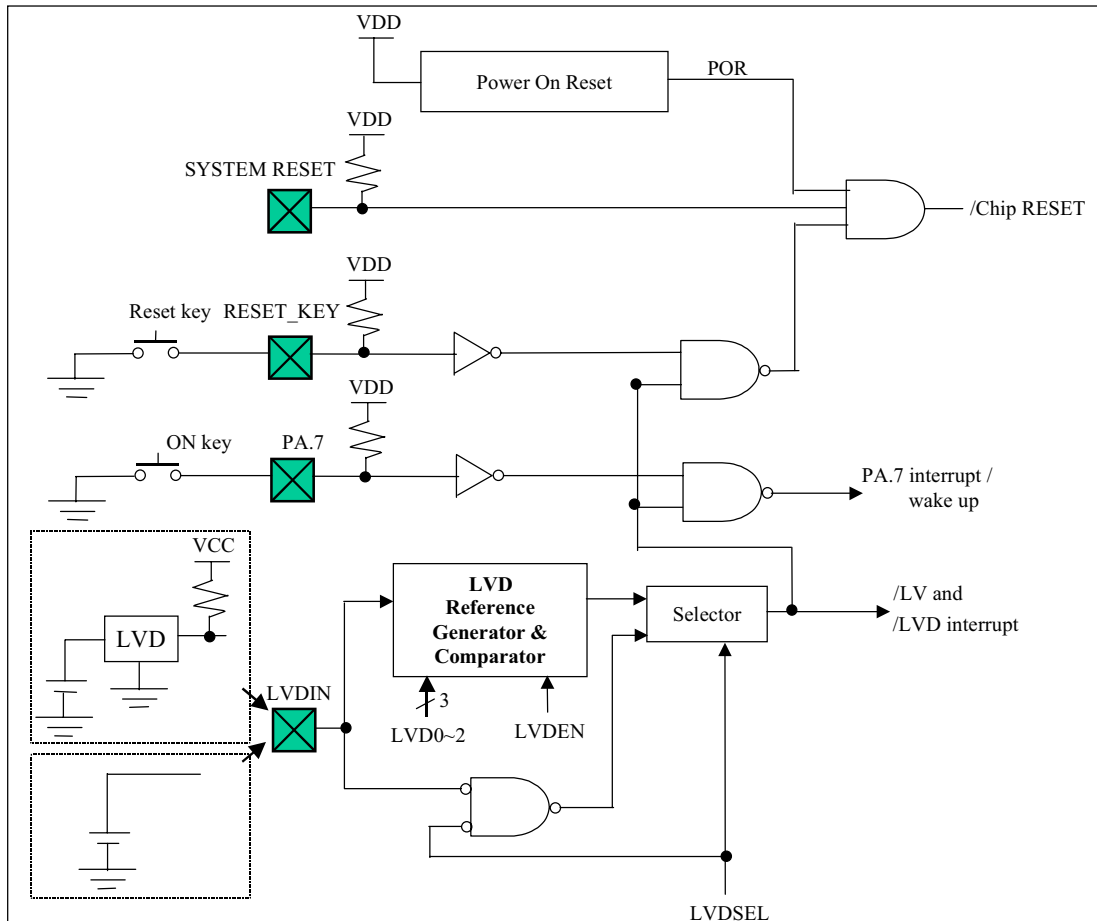 VDD
Power On Reset
POR
VDD
SYSTEM RESET
/Chip RESET
VDD
Reset key
RESET_KEY
VDD
ON key
PA.7
PA.7 interrupt /
wake up
VCC
LVD
LVD
Reference
Generator &
Comparator
Selector
/LV and
/LVD interrupt
LVDIN
3
LVD0~2
LVDEN
LVDSEL